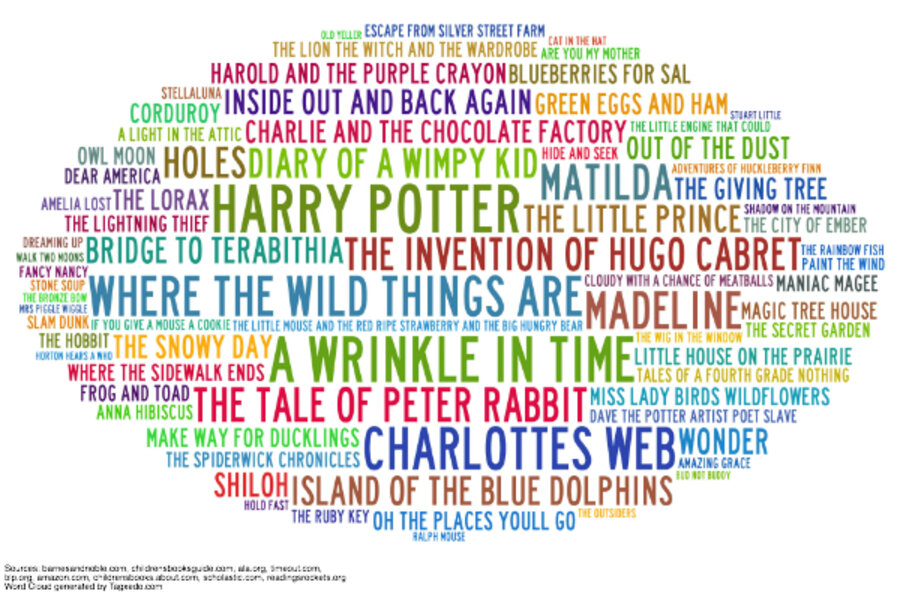 OLD YELLER ESCAPE FROM SILVER STREET FARM
THE LION THE WITCH AND THE WARDROBE CAT IN THE HAT
ARE YOU MY MOTHER
HAROLD AND THE PURPLE CRAYON BLUEBERRIES FOR SAL
STELLALUNA
CORDUROY INSIDE OUT AND BACK AGAIN GREEN EGGS AND HAM
STUART LITTLE
A LIGHT IN THE ATTIC CHARLIE AND THE CHOCOLATE FACTORY THE LITTLE ENGINE THAT COULD
OWL MOON HOLES DIARY OF A WIMPY KID HIDE AND SEEK OUT OF THE DUST
DEAR AMERICA MATILDA ADVENTURES OF HUCKLEBERRY FINN
THE GIVING TREE
AMELIA LOST THE LORAX HARRY POTTER
THE LIGHTNING THIEF THE LITTLE PRINCE SHADOW ON THE MOUNTAIN
THE CITY OF EMBER
DREAMING UP BRIDGE TO TERABITHIA THE INVENTION OF HUGO CABRET THE RAINBOW FISH
WALK TWO MOONS PAINT THE WIND
FANCY NANCY CLOUDY WITH A CHANCE OF MEATBALLS MANIAC MAGEE
STONE SOUP WHERE THE WILD THINGS ARE
THE BRONZE BOW
MRS PIGGLE WIGGLE MADELINE MAGIC TREE HOUSE
SLAM DUNK IF YOU GIVE A MOUSE A COOKIE THE LITTLE MOUSE AND THE RED RIPE STRAWBERRY AND THE BIG HUNGRY BEAR THE SECRET GARDEN
THE HOBBIT THE SNOWY DAY A WRINKLE IN TIME THE WIG IN THE WINDOW
HORTON HEARS A WHO LITTLE HOUSE ON THE PRAIRIE
WHERE THE SIDEWALK ENDS TALES OF A FOURTH GRADE NOTHING
FROG AND TOAD THE TALE OF PETER RABBIT MISS LADY BIRDS WILDFLOWERS
ANNA HIBISCUS DAVE THE POTTER ARTIST POET SLAVE
MAKE WAY FOR DUCKLINGS CHARLOTTES WEB WONDER
THE SPIDERWICK CHRONICLES AMAZING GRACE
BUD NOT BUDDY
SHILOH ISLAND OF THE BLUE DOLPHINS
HOLD FAST
THE RUBY KEY OH THE PLACES YOULL GO THE OUTSIDERS
RALPH MOUSE
Sources: barnesandnoble.com, childrensbooksguide.com, ala.org, timeout.com,
bip.org, amazon.com, childrensbooks.about.com, scholastic.com, readingrockets.org
Word Cloud generated by Tagxedo.com